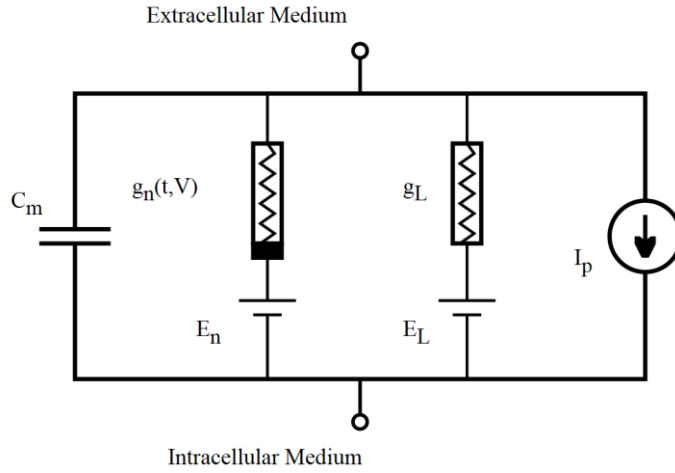 Extracellular Medium
g_n(t,V)
g_L
C_m
I_p
E_n
E_L
Intracellular Medium